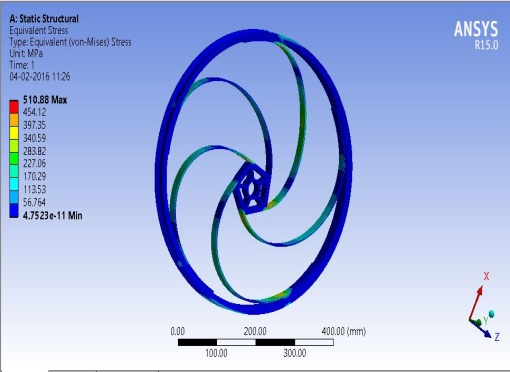 A: Static Structural
Equivalent Stress
Type: Equivalent (von-Mises) Stress
Unit: MPa
Time: 1
04-02-2016 11:26
ANSYS
R15.0
510.88 Max
454.12
397.35
340.59
283.82
227.06
170.29
113.53
56.764
4.7523e-11 Min
0.00
200.00
400.00 (mm)
100.00
300.00
X
Y
Z